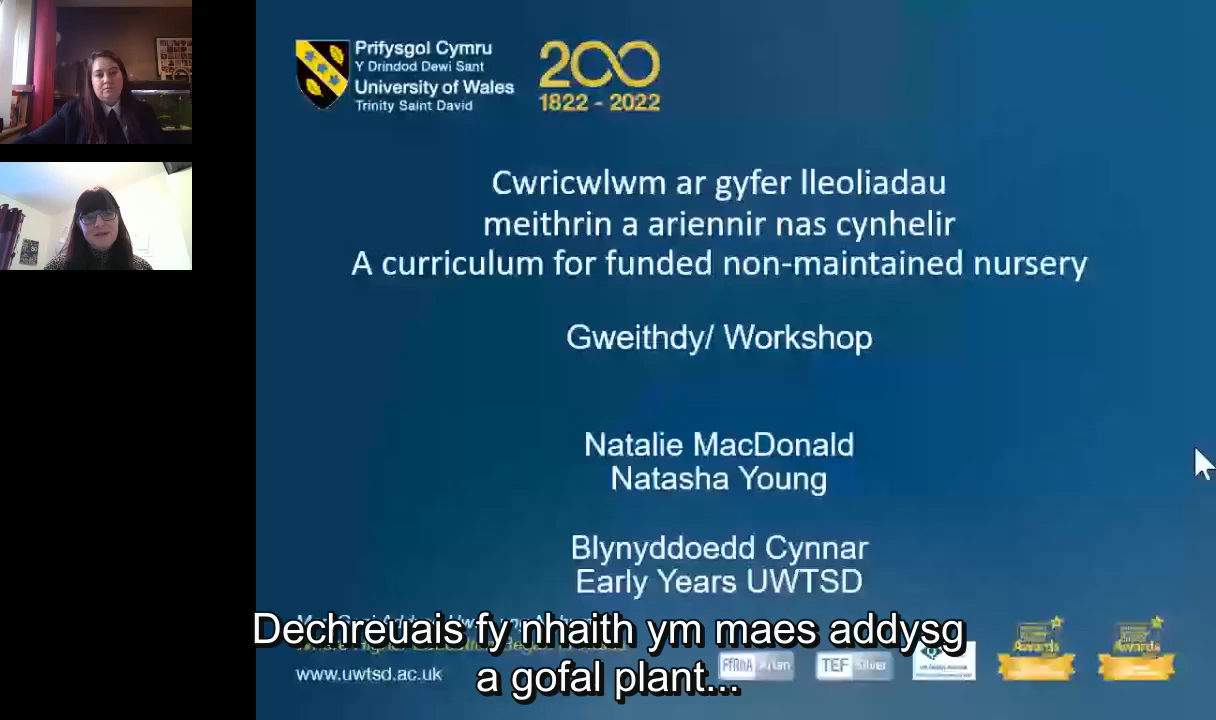 Prifysgol Cymru
Y Drindod Dewi Sant
University of Wales
Trinity Saint David
200
1822 - 2022
Cwricwlwm ar gyfer lleoliadau
meithrin a ariennir nas cynhelir
A curriculum for funded non-maintained nursery
Gweithdy/ Workshop
Natalie MacDonald
Natasha Young
Blynyddoedd Cynnar
Early Years UWTSD
Dechreuais fy nhaith ym maes addysg
a gofal plant...
www.uwtsd.ac.uk
TEF Silver
Awards
Awards